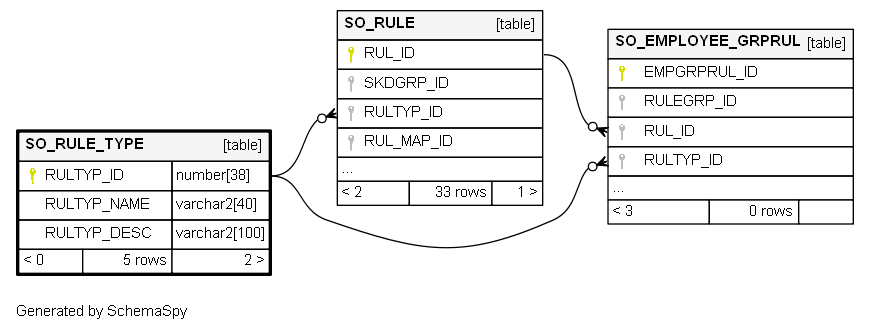 SO_RULE_TYPE [table]
RULTYP_ID number[38]
RULTYP_NAME varchar2[40]
RULTYP_DESC varchar2[100]
< 0 5 rows 2 >
SO_RULE [table]
RUL_ID
SKDGRP_ID
RULTYP_ID
RUL_MAP_ID
...
< 2 33 rows 1 >
SO_EMPLOYEE_GRPRUL [table]
EMPGRPRUL_ID
RULEGRP_ID
RUL_ID
RULTYP_ID
...
< 3 0 rows
Generated by SchemaSpy